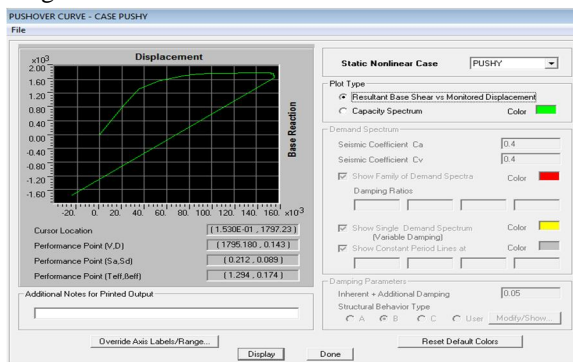 PUSHOVER CURVE - CASE PUSHY
File
Displacement
x10³
2.00
1.60
1.20
0.80
0.40
0.00
-0.40
-0.80
-1.20
-1.60
Base Reaction
-20. 0. 20. 40. 60. 80. 100. 120. 140. 160. x10⁻³
Cursor Location (1.530E-01 , 1797.23)
Performance Point (V,D) (1795.180 , 0.143)
Performance Point (Sa,Sd) (0.212 , 0.089)
Performance Point (Teff,βeff) (1.294 , 0.174)
Additional Notes for Printed Output
Override Axis Labels/Range...
Static Nonlinear Case PUSHY
Plot Type
Resultant Base Shear vs Monitored Displacement
Capacity Spectrum Color
Demand Spectrum
Seismic Coefficient Ca 0.4
Seismic Coefficient Cv 0.4
Show Family of Demand Spectra Color
Damping Ratios
Show Single Demand Spectrum Color
(Variable Damping)
Show Constant Period Lines at Color
Damping Parameters
Inherent + Additional Damping 0.05
Structural Behavior Type
A B C User Modify/Show...
Reset Default Colors
Display Done